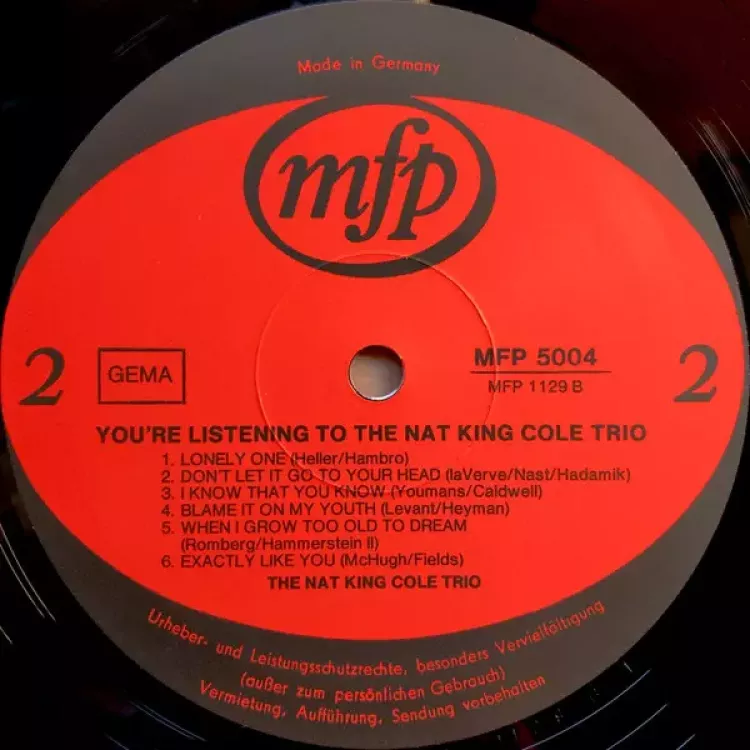 Made in Germany
mfp
2
GEMA
MFP 5004
MFP 1129 B
2
YOU'RE LISTENING TO THE NAT KING COLE TRIO
1. LONELY ONE (Heller/Hambro)
2. DON'T LET IT GO TO YOUR HEAD (laVerve/Nast/Hadamik)
3. I KNOW THAT YOU KNOW (Youmans/Caldwell)
4. BLAME IT ON MY YOUTH (Levant/Heyman)
5. WHEN I GROW TOO OLD TO DREAM
(Romberg/Hammerstein II)
6. EXACTLY LIKE YOU (McHugh/Fields)
THE NAT KING COLE TRIO
Urheber- und Leistungsschutzrechte, besonders Vervielfältigung
(außer zum persönlichen Gebrauch)
Vermietung, Aufführung, Sendung vorbehalten